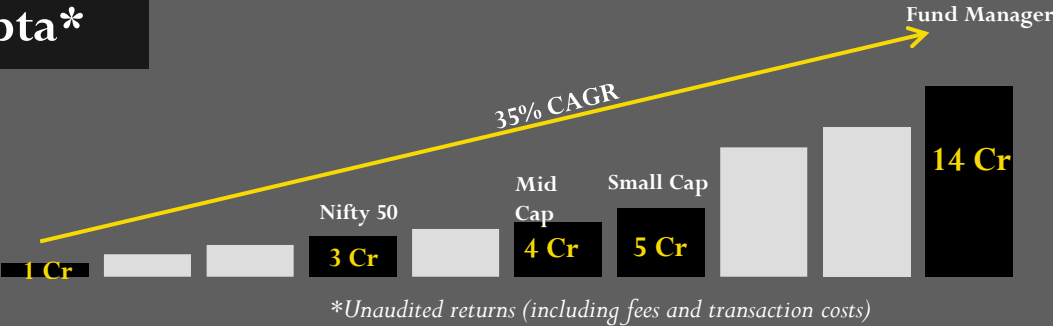 pta*
Fund Manager
35% CAGR
Mid
Cap
Small Cap
Nifty 50
14 Cr
1 Cr
3 Cr
4 Cr
5 Cr
*Unaudited returns (including fees and transaction costs)